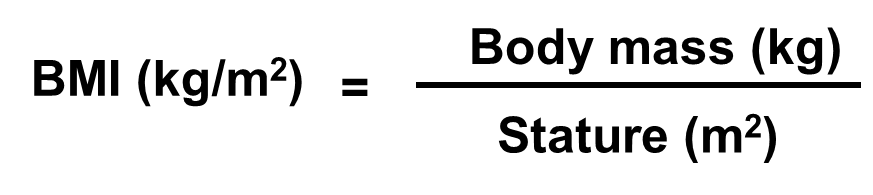 BMI (kg/m²) = Body mass (kg)
Stature (m²)